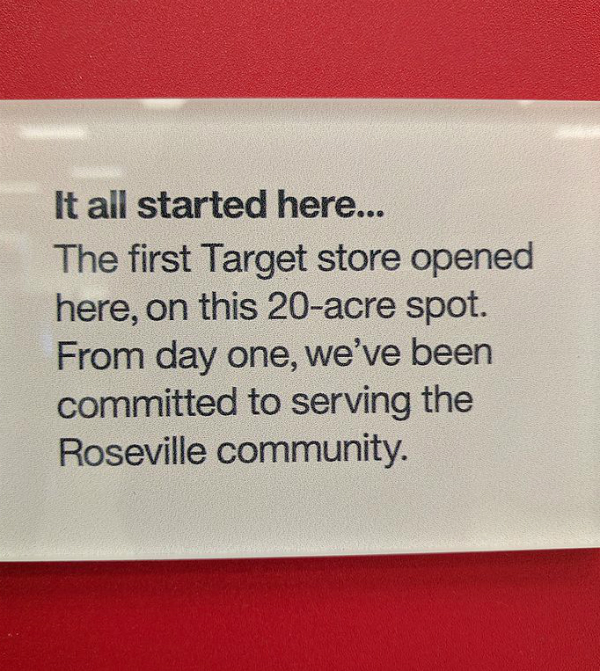 It all started here...
The first Target store opened
here, on this 20-acre spot.
From day one, we've been
committed to serving the
Roseville community.